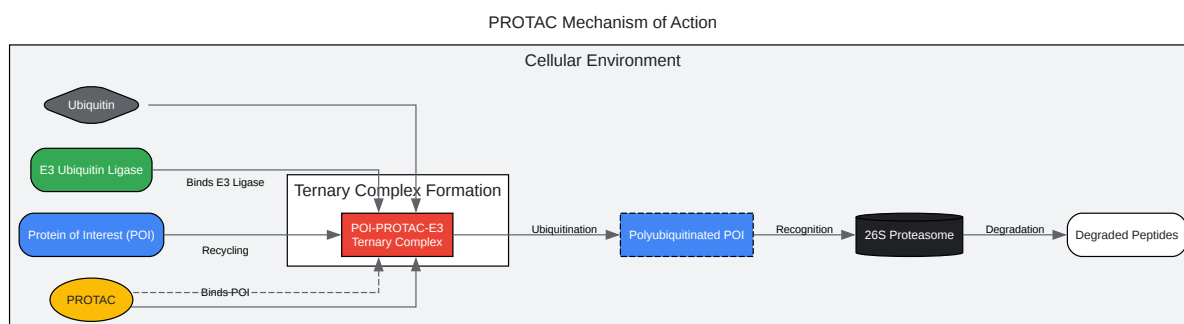 PROTAC Mechanism of Action
Cellular Environment
Ubiquitin
E3 Ubiquitin Ligase
Binds E3 Ligase
Ternary Complex Formation
Protein of Interest (POI)
Recycling
POI-PROTAC-E3
Ternary Complex
Ubiquitination
Polyubiquitinated POI
Recognition
26S Proteasome
Degradation
Degraded Peptides
PROTAC
Binds POI